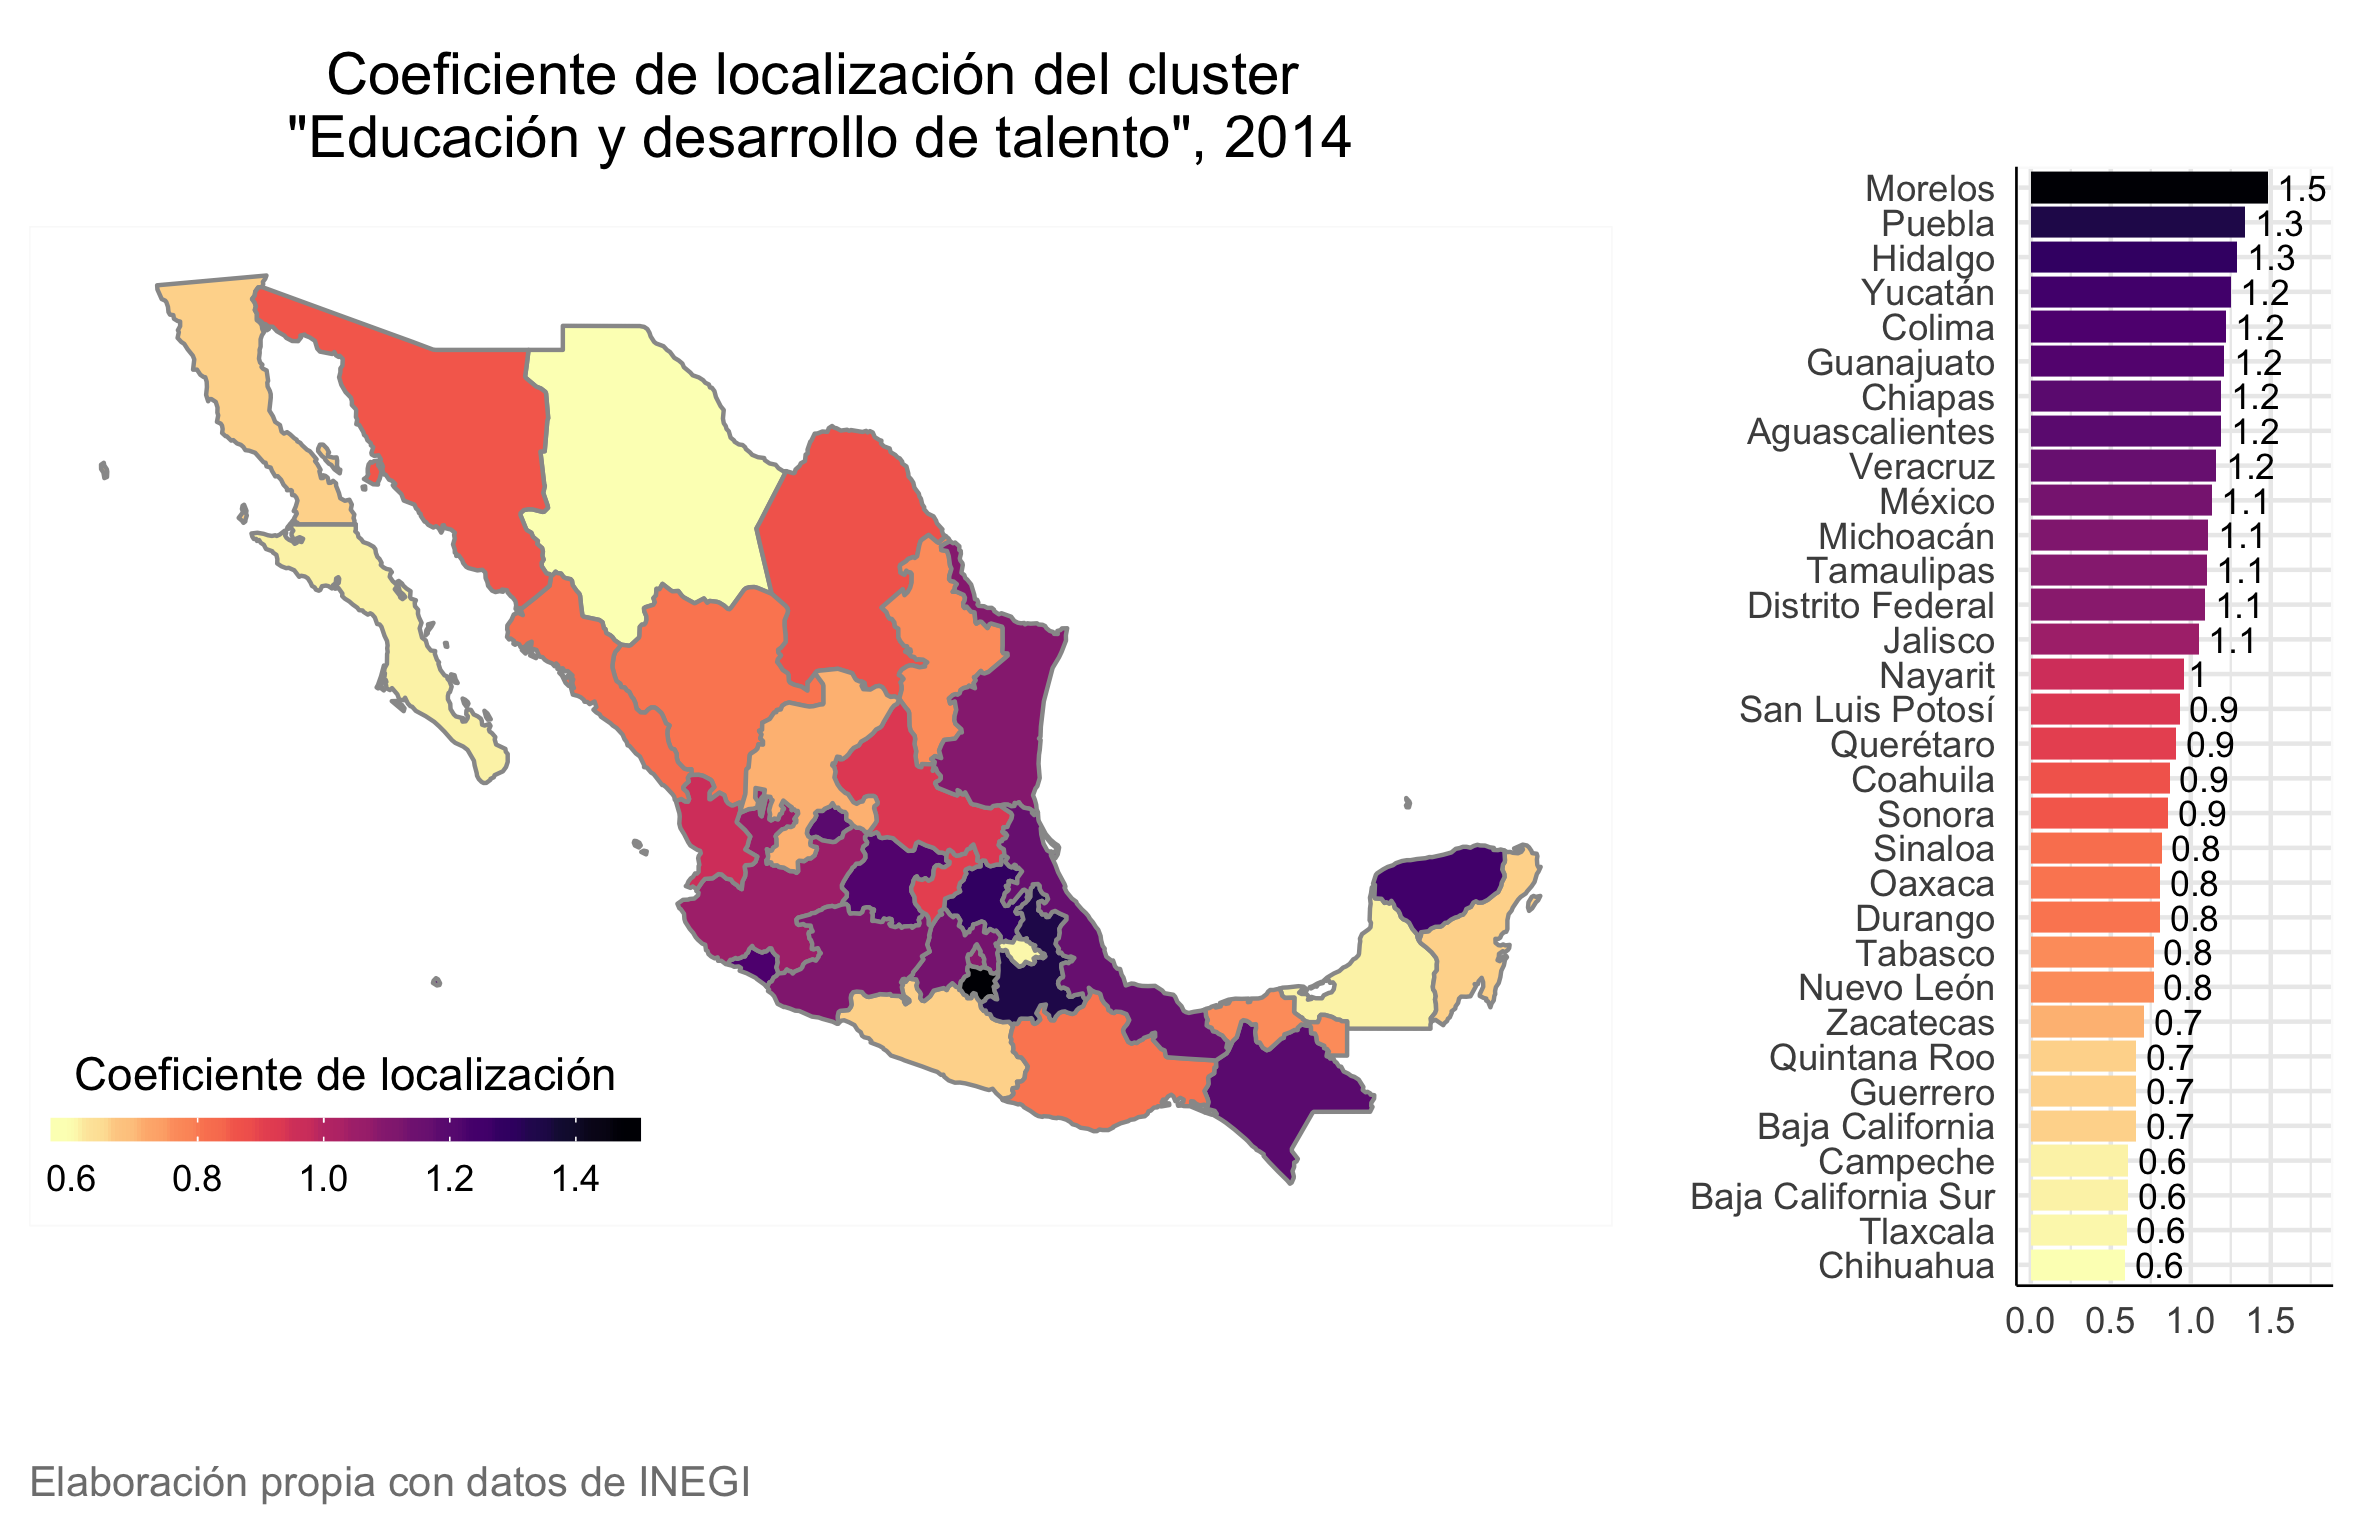 Coeficiente de localización del cluster
"Educación y desarrollo de talento", 2014
Coeficiente de localización
0.6 0.8 1.0 1.2 1.4
Morelos 1.5
Puebla 1.3
Hidalgo 1.3
Yucatán 1.2
Colima 1.2
Guanajuato 1.2
Chiapas 1.2
Aguascalientes 1.2
Veracruz 1.2
México 1.1
Michoacán 1.1
Tamaulipas 1.1
Distrito Federal 1.1
Jalisco 1.1
Nayarit 1
San Luis Potosí 0.9
Querétaro 0.9
Coahuila 0.9
Sonora 0.9
Sinaloa 0.8
Oaxaca 0.8
Durango 0.8
Tabasco 0.8
Nuevo León 0.8
Zacatecas 0.7
Quintana Roo 0.7
Guerrero 0.7
Baja California 0.7
Campeche 0.6
Baja California Sur 0.6
Tlaxcala 0.6
Chihuahua 0.6
0.0 0.5 1.0 1.5
Elaboración propia con datos de INEGI